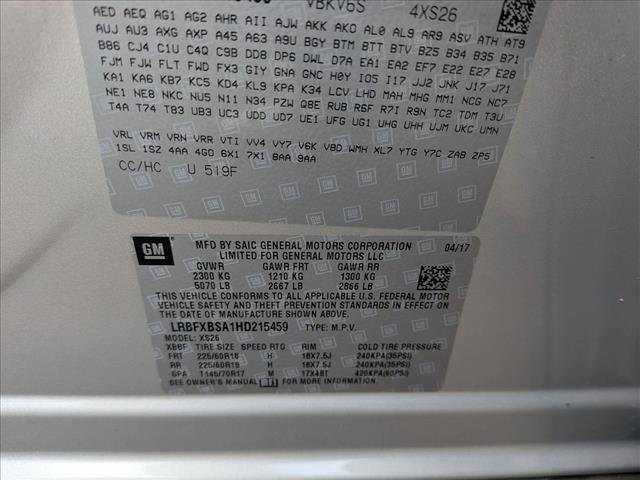 VBKV6S 4XS26
AED AEQ AG1 AG2 AHR AII AJW AKK AKO AL0 AL9 AR9 ASV ATH AT9
AUJ AU3 AXG AXP A45 A63 A9U BGY BTM BTT BTV B25 B34 B35 B71
B86 CJ4 C1U C4Q C9B DD8 DP6 DWL D7A EA1 EA2 EF7 E22 E27 E28
FJM FJW FLT FWD FX3 GIY GNA GNC H0Y IO5 I17 JJ2 JNK J17 J71
KA1 KA6 KB7 KC5 KD4 KL9 KPA KRV LHD MAH MHG MM1 NCG NC7
NE1 NE8 NKC NU5 N11 N34 PZW Q8E RUB R6F R7I R9N TC2 TDM T3U
T4A T74 T83 UB3 UC3 UDD UD7 UE1 UFG UG1 UHG UHH UJM UKC UMN
VRL VRM VRN VRR VTI VV4 VY7 V6K V8D WMH XL7 YTG Y7C ZAB ZP5
1SL 1SZ 4AA 4G0 6X1 7X1 8AA 9AA
CC/HC U 519F
GM
MFD BY SAIC GENERAL MOTORS CORPORATION 04/17
LIMITED FOR GENERAL MOTORS LLC
GVWR GAWR FRT GAWR RR
2300 KG 1210 KG 1300 KG
5070 LB 2667 LB 2866 LB
THIS VEHICLE CONFORMS TO ALL APPLICABLE U.S. FEDERAL
MOTOR VEHICLE SAFETY AND THEFT PREVENTION
STANDARDS IN EFFECT ON THE DATE OF MANUFACTURE
SHOWN ABOVE.
LRBFXBSA1HD215459 TYPE: M.P.V.
MODEL: XS26
XBBF TIRE SIZE SPEED RTG RIM COLD TIRE PRESSURE
FRT 225/60R18 H 18X7.5J 240KPA(35PSI)
RR 225/60R18 H 18X7.5J 240KPA(35PSI)
SPA T145/70R17 M 17X4BT 420KPA(60PSI)
SEE OWNER'S MANUAL FOR MORE INFORMATION.